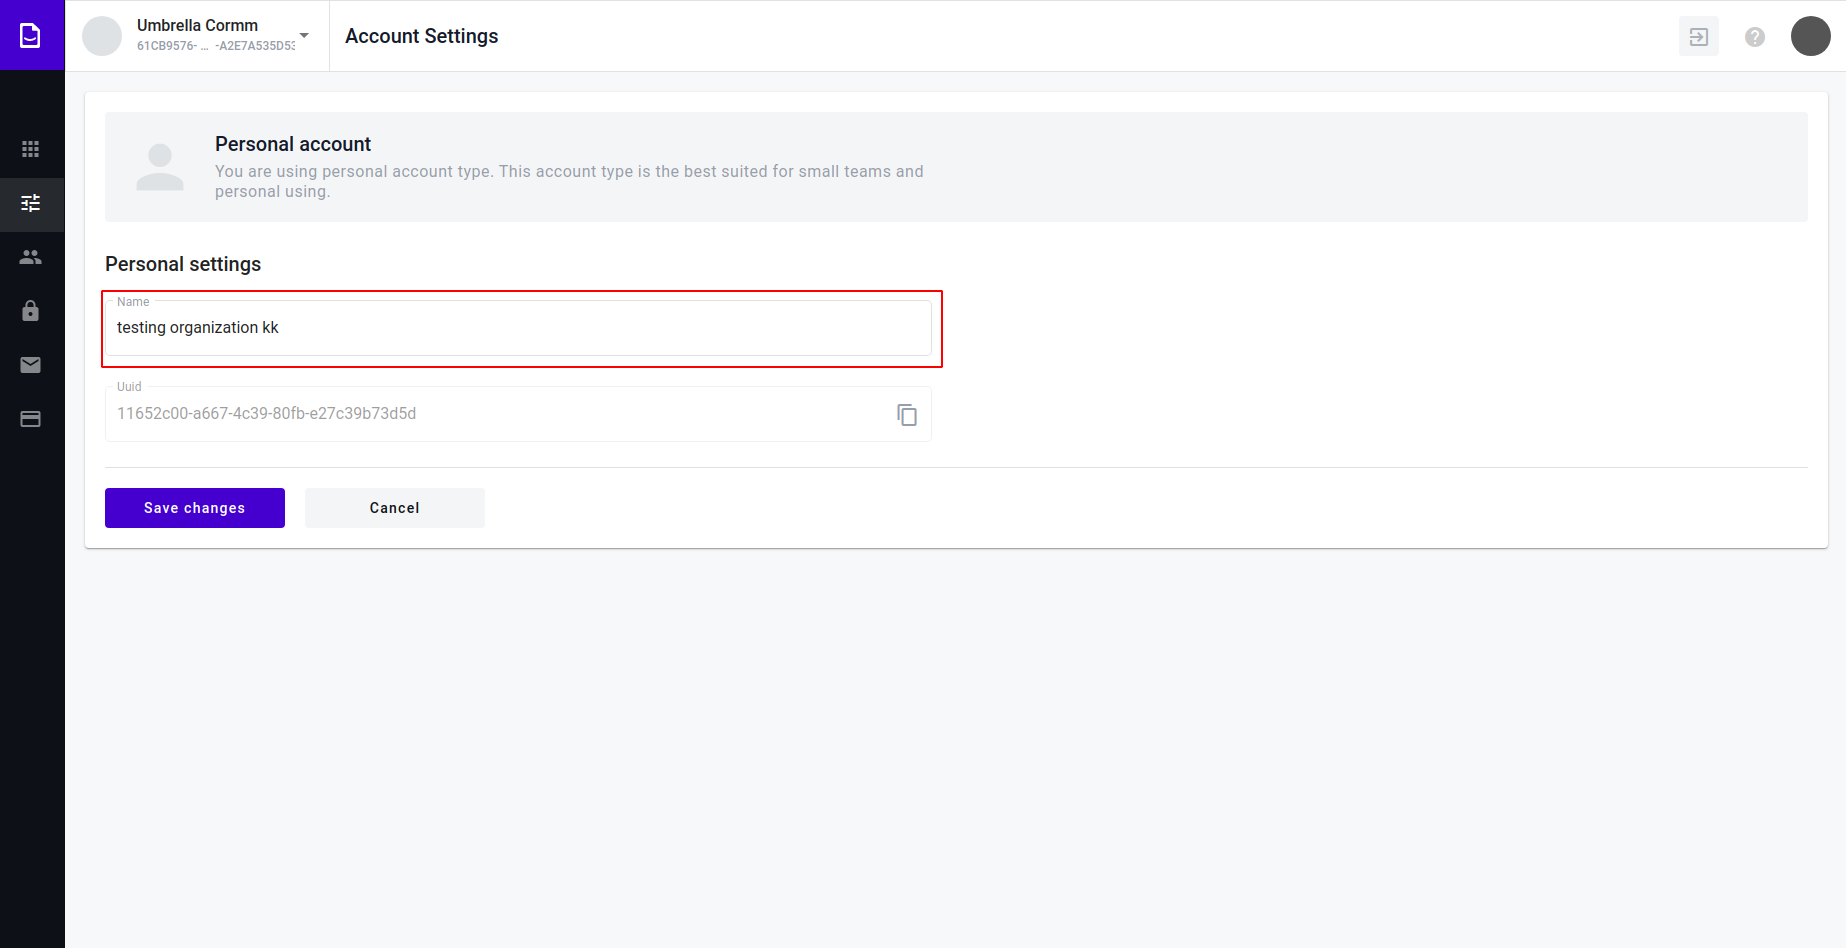 Umbrella Cormm
61CB9576- ... -A2E7A535D53
Account Settings
Personal account
You are using personal account type. This account type is the best suited for small teams and
personal using.
Personal settings
Name
testing organization kk
Uuid
11652c00-a667-4c39-80fb-e27c39b73d5d
Save changes
Cancel